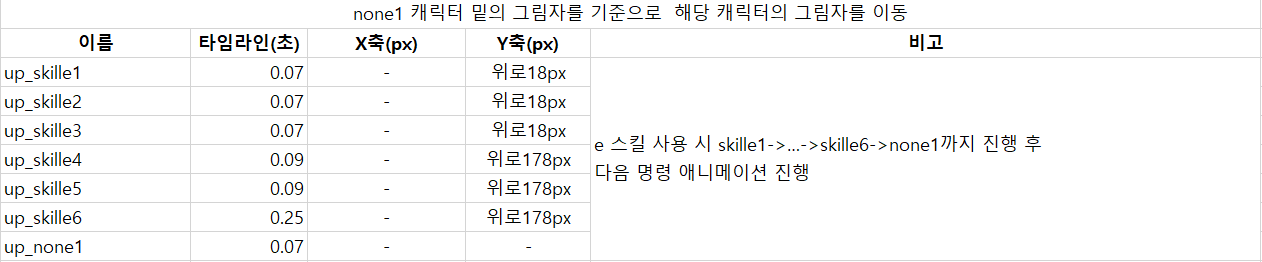 none1 캐릭터 밑의 그림자를 기준으로  해당 캐릭터의 그림자를 이동
이름 타임라인(초) X축(px) Y축(px) 비고
up_skille1 0.07 - 위로18px
up_skille2 0.07 - 위로18px
up_skille3 0.07 - 위로18px
up_skille4 0.09 - 위로178px
up_skille5 0.09 - 위로178px
up_skille6 0.25 - 위로178px
up_none1 0.07 - -
e 스킬 사용 시 skille1->...->skille6->none1까지 진행 후
다음 명령 애니메이션 진행